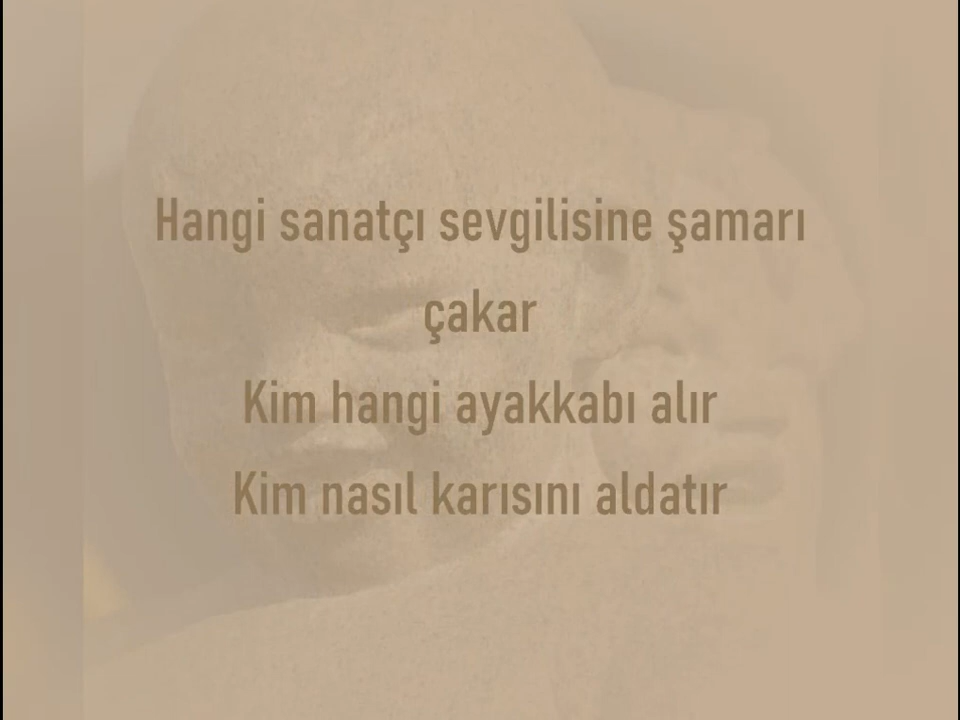 Hangi sanatçı sevgilisine şamarı
çakar
Kim hangi ayakkabı alır
Kim nasıl karısını aldatır